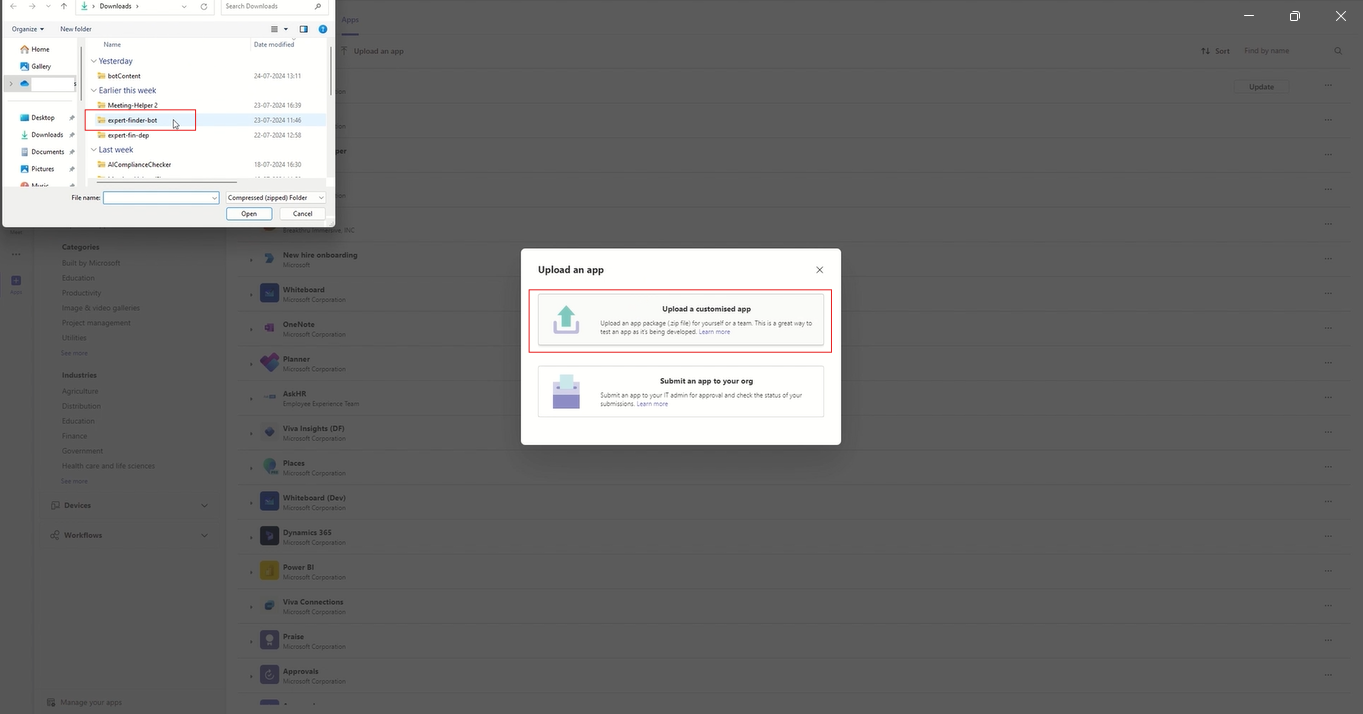 Downloads
Search Downloads
Organize
New folder
Home
Gallery
Desktop
Downloads
Documents
Pictures
Music
Name
Date modified
Yesterday
botContent
24-07-2024 13:11
Earlier this week
Meeting-Helper 2
23-07-2024 16:39
expert-finder-bot
23-07-2024 11:46
expert-fin-dep
22-07-2024 12:58
Last week
AIComplianceChecker
18-07-2024 16:30
File name:
Compressed (zipped) Folder
Open
Cancel
Apps
Upload an app
Sort
Find by name
Update
Categories
Built by Microsoft
Education
Productivity
Image & video galleries
Project management
Utilities
See more
Industries
Agriculture
Distribution
Education
Finance
Government
Health care and life sciences
See more
Devices
Workflows
Manage your apps
New hire onboarding
Microsoft
Whiteboard
Microsoft Corporation
OneNote
Microsoft Corporation
Planner
Microsoft Corporation
AskHR
Employee Experience Team
Viva Insights (DF)
Microsoft Corporation
Places
Microsoft Corporation
Whiteboard (Dev)
Microsoft Corporation
Dynamics 365
Microsoft Corporation
Power BI
Microsoft Corporation
Viva Connections
Microsoft Corporation
Praise
Microsoft Corporation
Approvals
Microsoft Corporation
Upload an app
Upload a customised app
Upload an app package (.zip file) for yourself or a team. This is a great way to
test an app as it's being developed. Learn more
Submit an app to your org
Submit an app to your IT admin for approval and check the status of your
submissions. Learn more